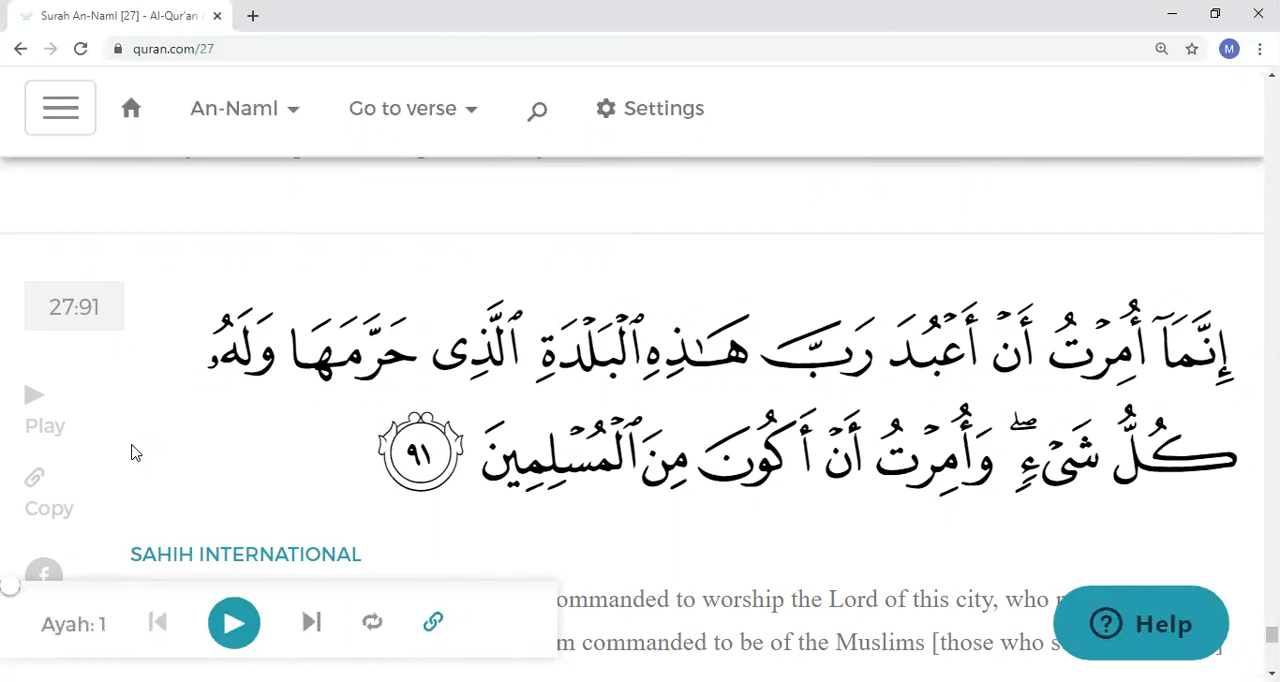 Surah An-Naml [27] - Al-Qur'an
quran.com/27
M
An-Naml
Go to verse
Settings
27:91
إِنَّمَآ أُمِرْتُ أَنْ أَعْبُدَ رَبَّ هَـٰذِهِ ٱلْبَلْدَةِ ٱلَّذِى حَرَّمَهَا وَلَهُۥ
كُلُّ شَىْءٍ ۖ وَأُمِرْتُ أَنْ أَكُونَ مِنَ ٱلْمُسْلِمِينَ ٩١
Play
Copy
SAHIH INTERNATIONAL
ommanded to worship the Lord of this city, who
m commanded to be of the Muslims [those who
Ayah: 1
Help